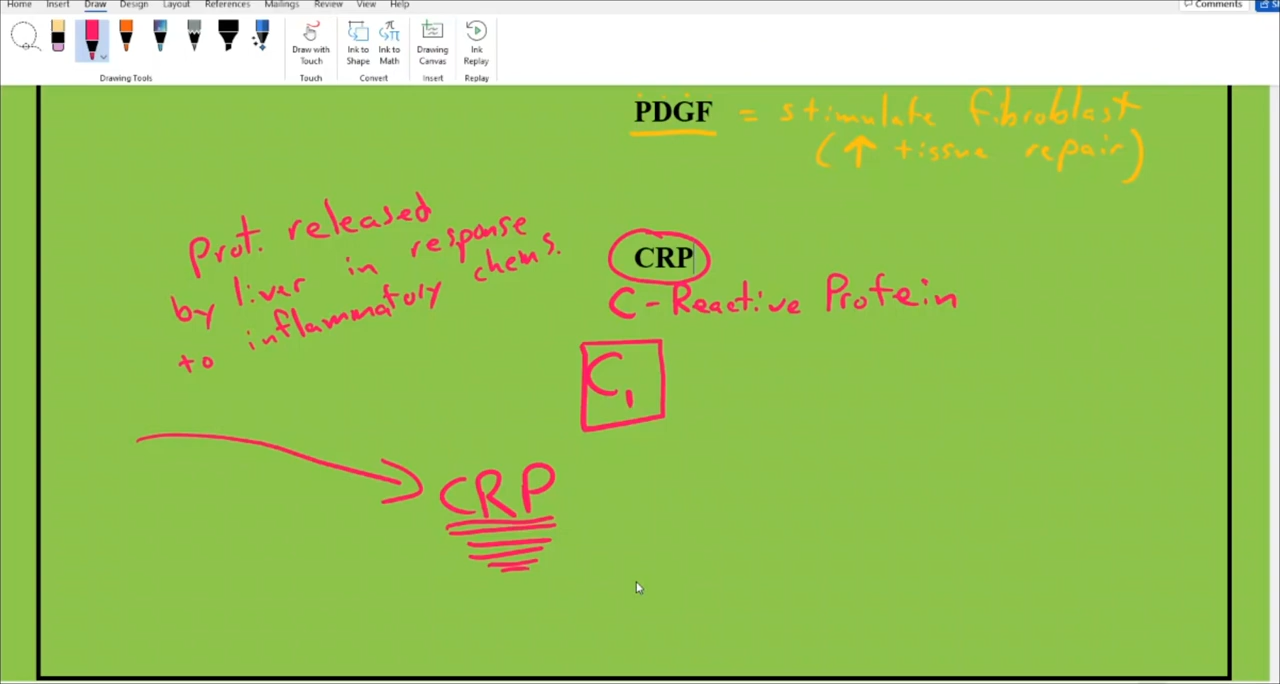 Home Insert Draw Design Layout References Mailings Review View Help
Comments
Draw with Touch
Ink to Shape
Ink to Math
Drawing Canvas
Ink Replay
Drawing Tools Touch Convert Insert Replay
PDGF = stimulate fibroblast
(↑ tissue repair)
Prot. released
by liver in response
to inflammatoly chems.
CRP
C-Reactive Protein
C1
CRP